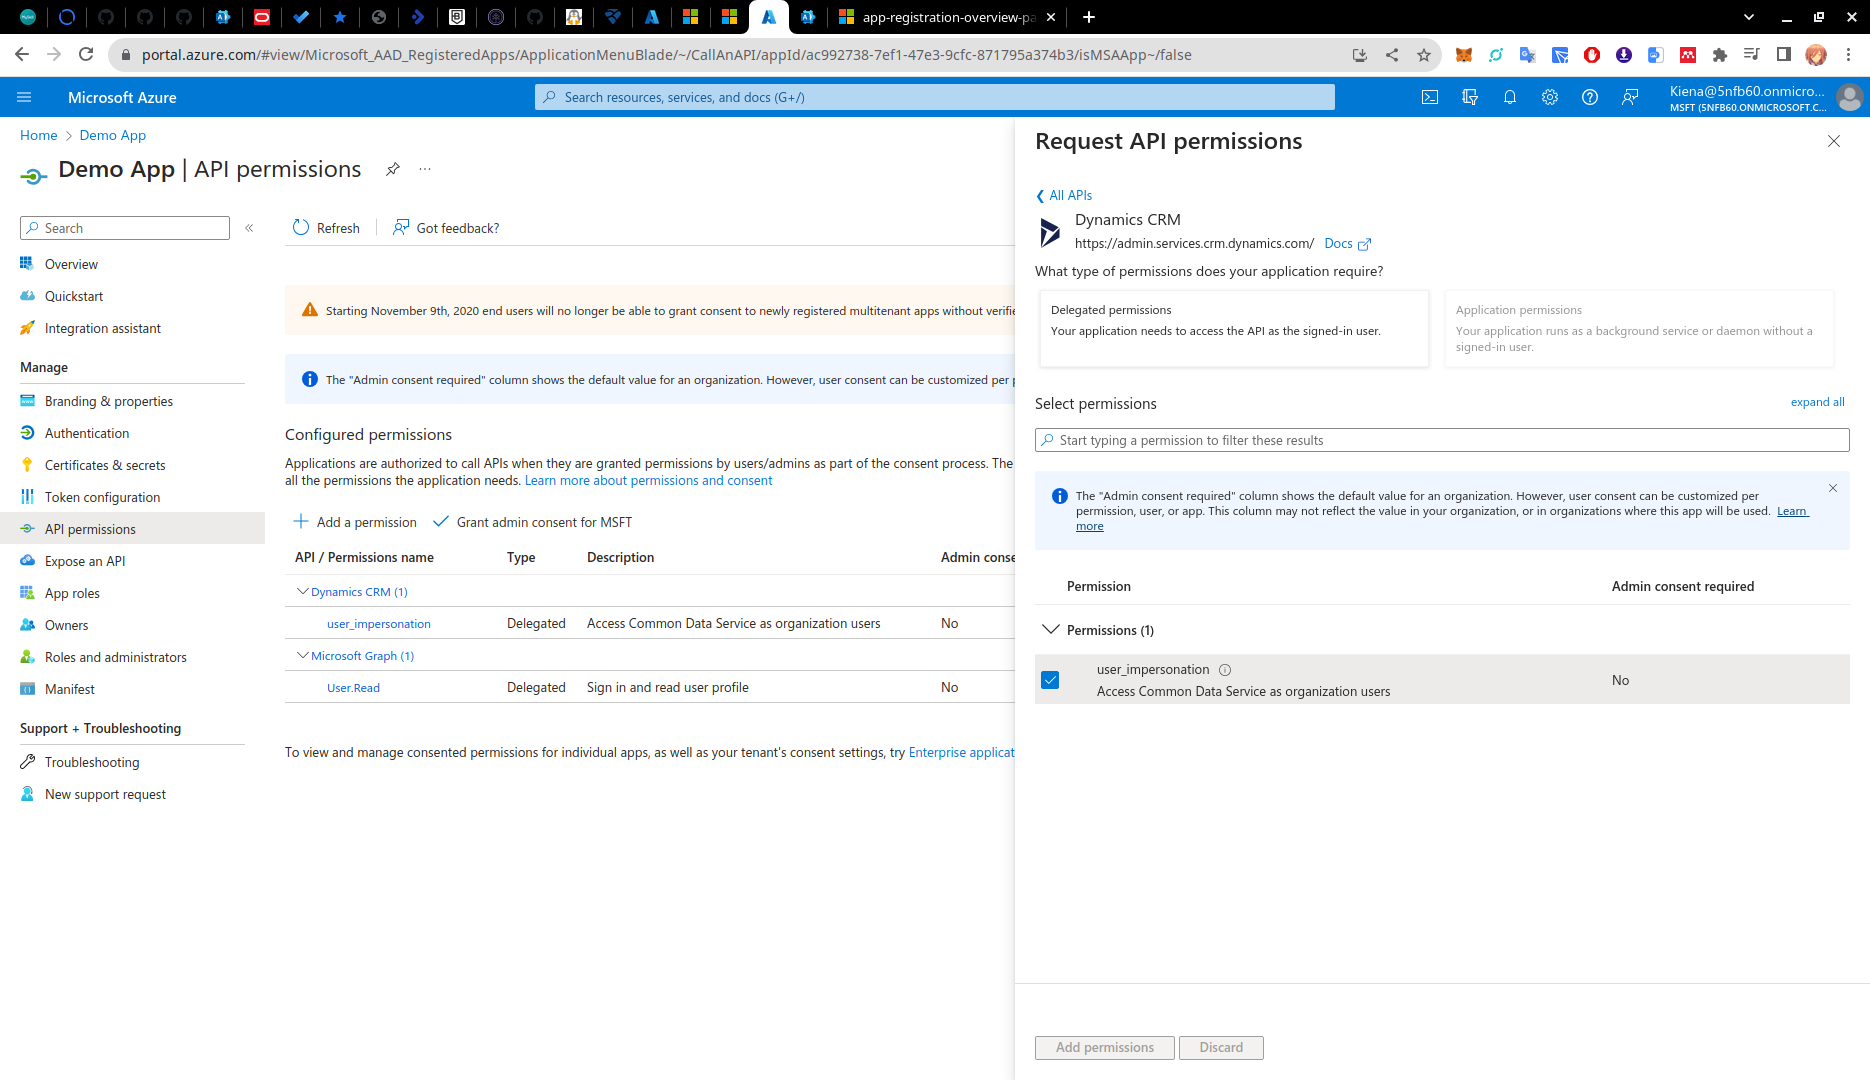 app-registration-overview-pa
portal.azure.com/#view/Microsoft_AAD_RegisteredApps/ApplicationMenuBlade/~/CallAnAPI/appId/ac992738-7ef1-47e3-9cfc-871795a374b3/isMSAApp~/false
Microsoft Azure
Search resources, services, and docs (G+/)
Kiena@5nfb60.onmicro...
MSFT (5NFB60.ONMICROSOFT.C...
Home > Demo App
Demo App | API permissions
Search
Overview
Quickstart
Integration assistant
Manage
Branding & properties
Authentication
Certificates & secrets
Token configuration
API permissions
Expose an API
App roles
Owners
Roles and administrators
Manifest
Support + Troubleshooting
Troubleshooting
New support request
Refresh
Got feedback?
Starting November 9th, 2020 end users will no longer be able to grant consent to newly registered multitenant apps without verifie
The "Admin consent required" column shows the default value for an organization. However, user consent can be customized per p
Configured permissions
Applications are authorized to call APIs when they are granted permissions by users/admins as part of the consent process. The
all the permissions the application needs. Learn more about permissions and consent
Add a permission
Grant admin consent for MSFT
API / Permissions name Type Description Admin conse
Dynamics CRM (1)
user_impersonation Delegated Access Common Data Service as organization users No
Microsoft Graph (1)
User.Read Delegated Sign in and read user profile No
To view and manage consented permissions for individual apps, as well as your tenant's consent settings, try Enterprise applicat
Request API permissions
All APIs
Dynamics CRM
https://admin.services.crm.dynamics.com/ Docs
What type of permissions does your application require?
Delegated permissions
Your application needs to access the API as the signed-in user.
Application permissions
Your application runs as a background service or daemon without a
signed-in user.
Select permissions
expand all
Start typing a permission to filter these results
The "Admin consent required" column shows the default value for an organization. However, user consent can be customized per
permission, user, or app. This column may not reflect the value in your organization, or in organizations where this app will be used. Learn
more
Permission Admin consent required
Permissions (1)
user_impersonation
Access Common Data Service as organization users
No
Add permissions
Discard